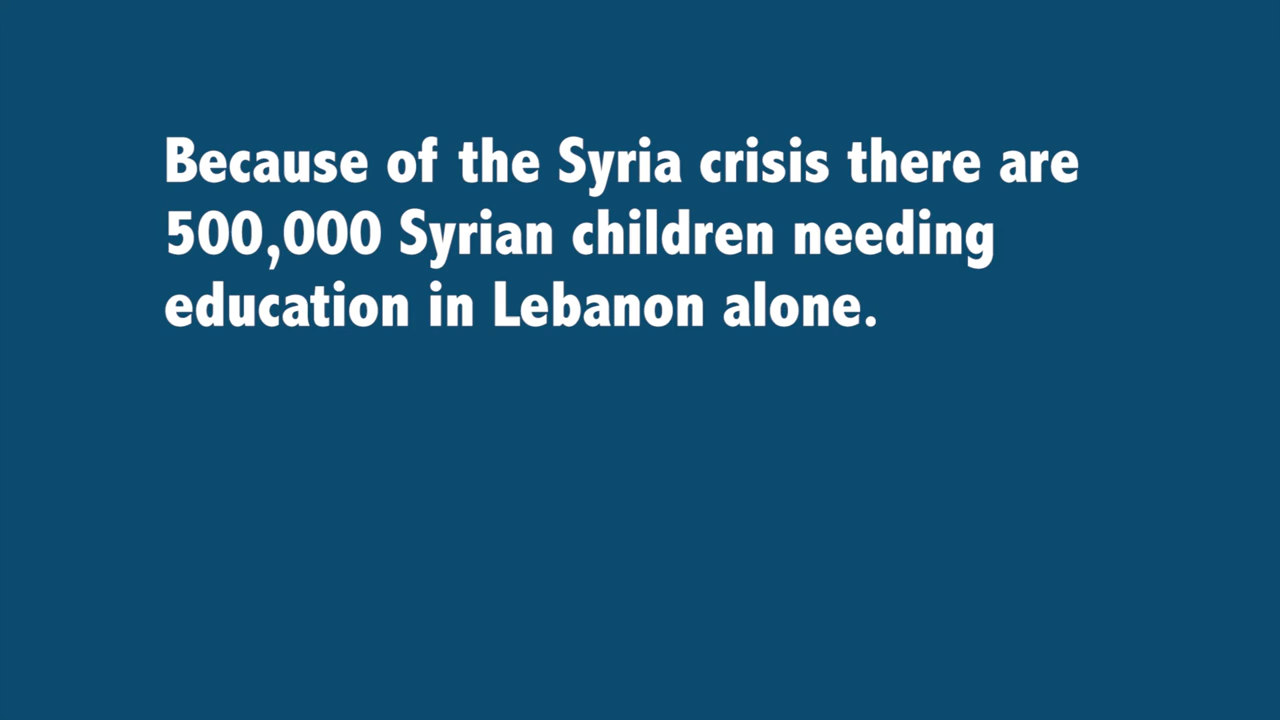 Because of the Syria crisis there are
500,000 Syrian children needing
education in Lebanon alone.